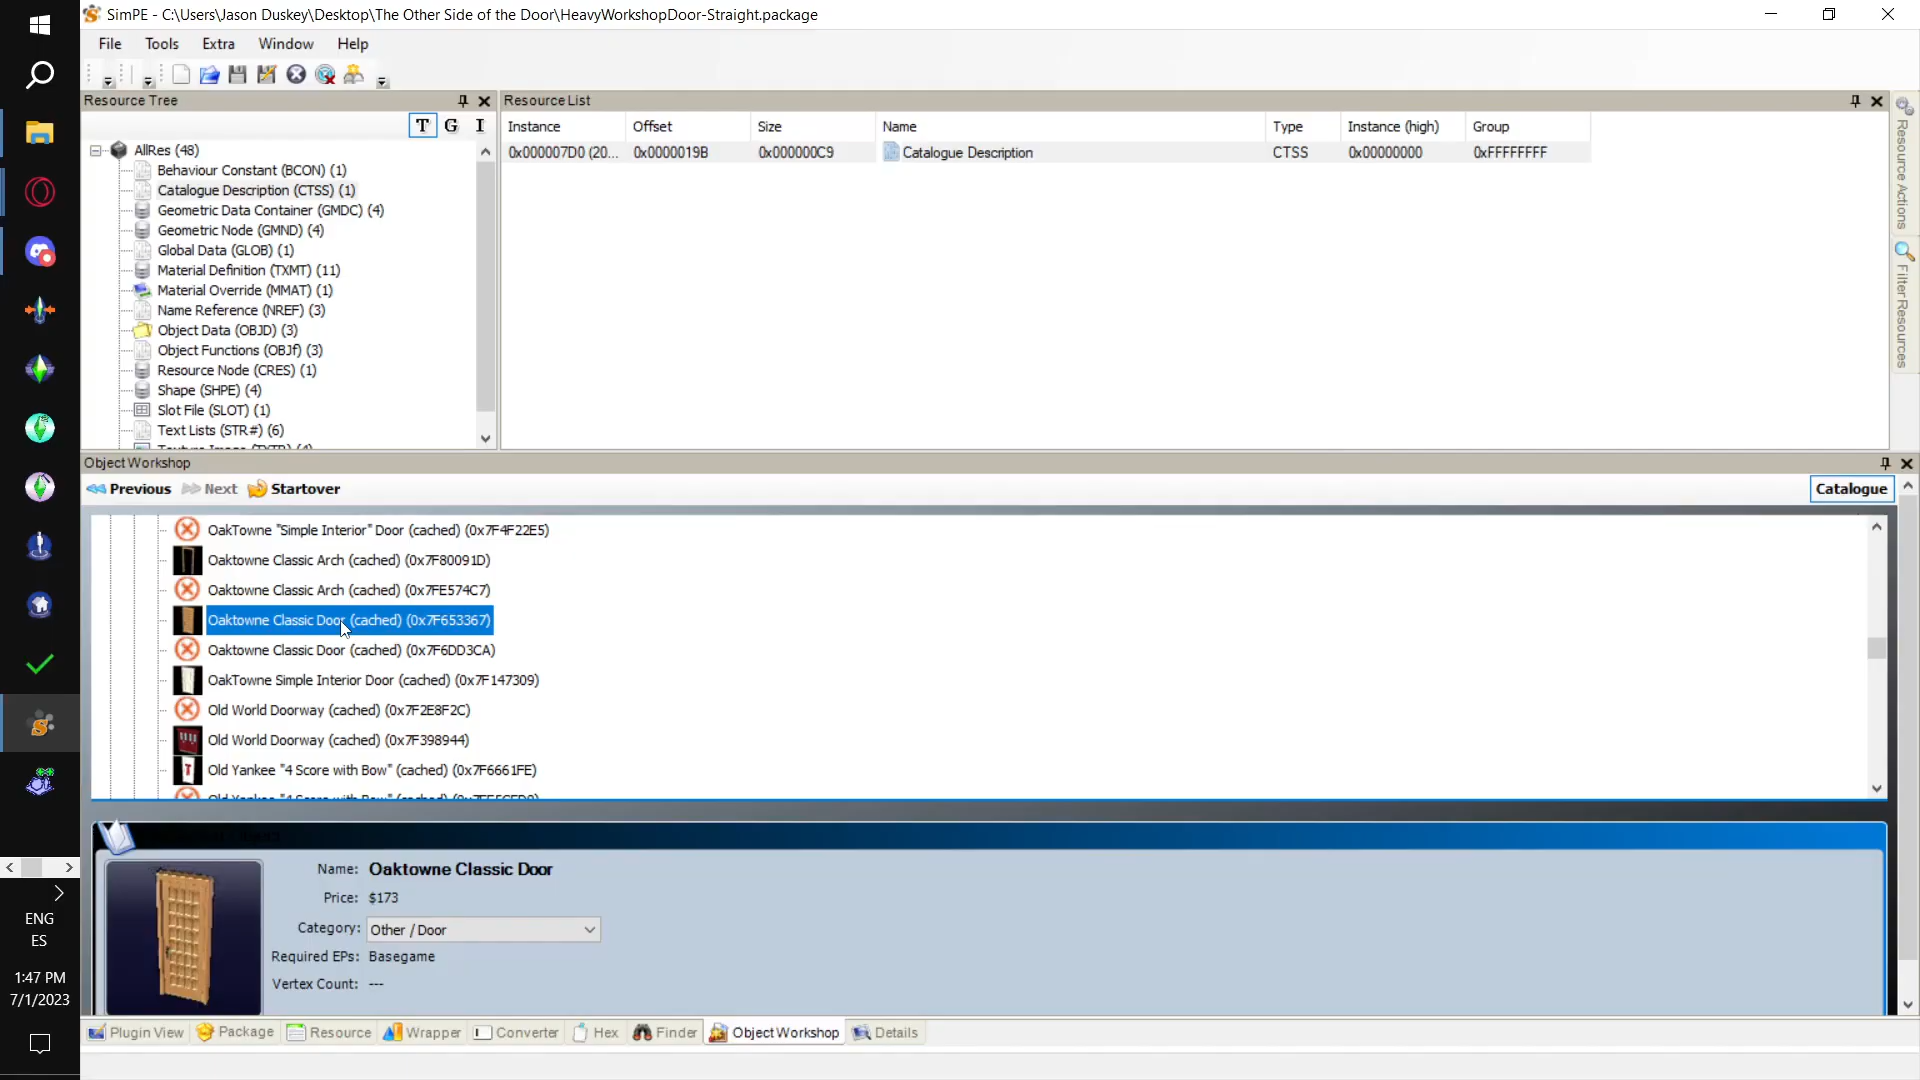 SimPE - C:\Users\Jason Duskey\Desktop\The Other Side of the Door\HeavyWorkshopDoor-Straight.package
File Tools Extra Window Help
Resource Tree
T G I
AllRes (48)
Behaviour Constant (BCON) (1)
Catalogue Description (CTSS) (1)
Geometric Data Container (GMDC) (4)
Geometric Node (GMND) (4)
Global Data (GLOB) (1)
Material Definition (TXMT) (11)
Material Override (MMAT) (1)
Name Reference (NREF) (3)
Object Data (OBJD) (3)
Object Functions (OBJf) (3)
Resource Node (CRES) (1)
Shape (SHPE) (4)
Slot File (SLOT) (1)
Text Lists (STR#) (6)
Resource List
Instance Offset Size Name Type Instance (high) Group
0x000007D0 (20... 0x0000019B 0x000000C9 Catalogue Description CTSS 0x00000000 0xFFFFFFFF
Resource Actions
Filter Resources
Object Workshop
Previous Next Startover Catalogue
OakTowne "Simple Interior" Door (cached) (0x7F4F22E5)
Oaktowne Classic Arch (cached) (0x7F80091D)
Oaktowne Classic Arch (cached) (0x7FE574C7)
Oaktowne Classic Door (cached) (0x7F653367)
Oaktowne Classic Door (cached) (0x7F6DD3CA)
OakTowne Simple Interior Door (cached) (0x7F147309)
Old World Doorway (cached) (0x7F2E8F2C)
Old World Doorway (cached) (0x7F398944)
Old Yankee "4 Score with Bow" (cached) (0x7F6661FE)
Name: Oaktowne Classic Door
Price: $173
Category: Other / Door
Required EPs: Basegame
Vertex Count: ---
Plugin View Package Resource Wrapper Converter Hex Finder Object Workshop Details
ENG
ES
1:47 PM
7/1/2023